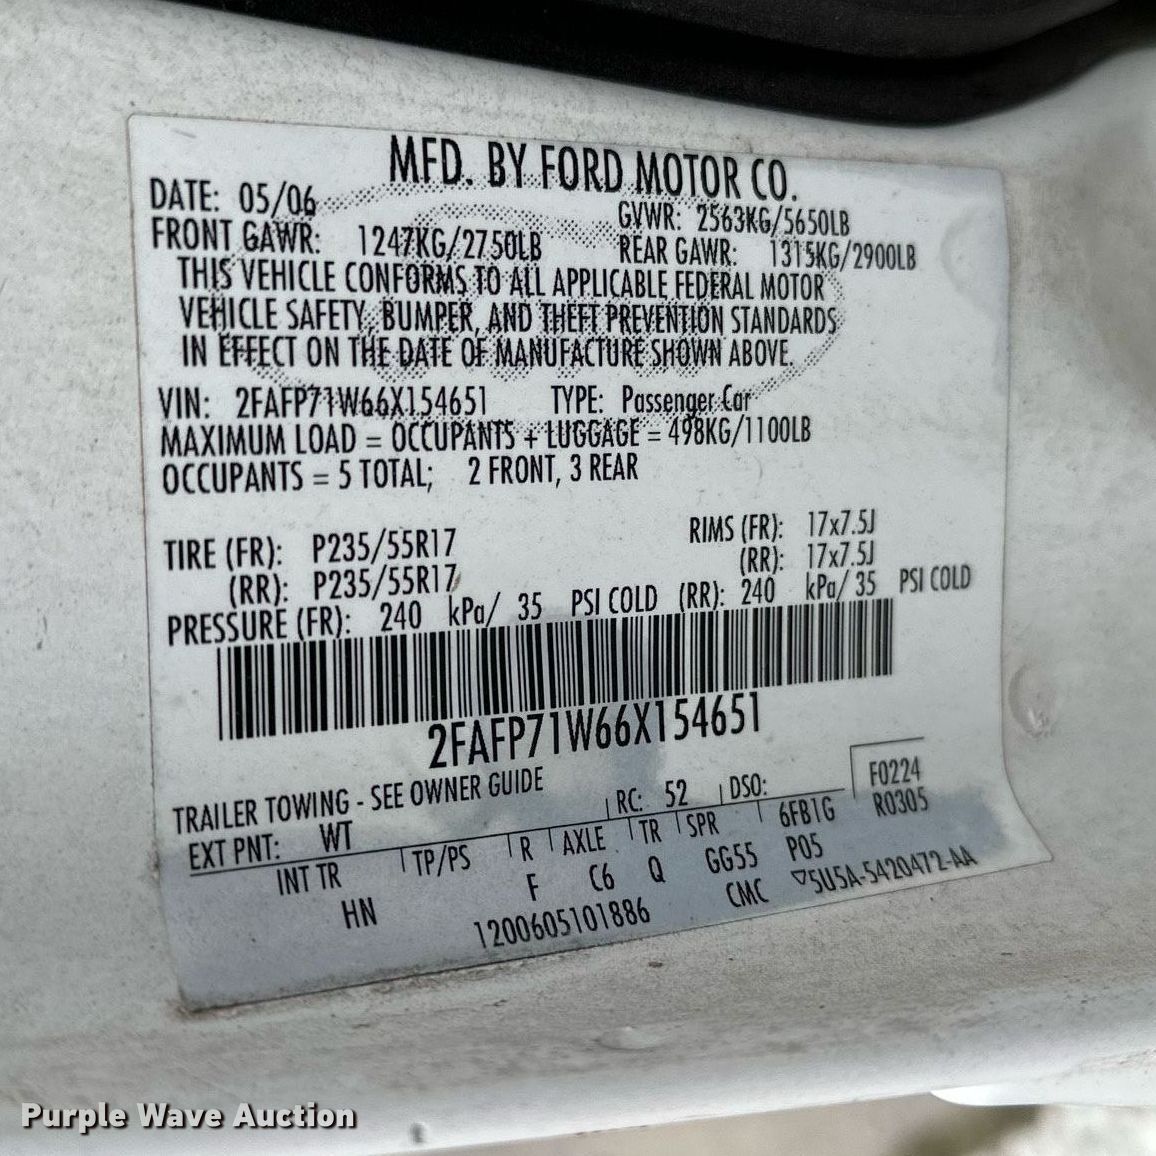 MFD. BY FORD MOTOR CO.
DATE: 05/06 GVWR: 2563KG/5650LB
FRONT GAWR: 1247KG/2750LB REAR GAWR: 1315KG/2900LB
THIS VEHICLE CONFORMS TO ALL APPLICABLE FEDERAL MOTOR
VEHICLE SAFETY, BUMPER, AND THEFT PREVENTION STANDARDS
IN EFFECT ON THE DATE OF MANUFACTURE SHOWN ABOVE.
VIN: 2FAFP71W66X154651 TYPE: Passenger Car
MAXIMUM LOAD = OCCUPANTS + LUGGAGE = 498KG/1100LB
OCCUPANTS = 5 TOTAL; 2 FRONT, 3 REAR
TIRE (FR): P235/55R17 RIMS (FR): 17x7.5J
(RR): P235/55R17 (RR): 17x7.5J
PRESSURE (FR): 240 kPa/ 35 PSI COLD (RR): 240 kPa/ 35 PSI COLD
2FAFP71W66X154651
TRAILER TOWING - SEE OWNER GUIDE F0224
EXT PNT: WT RC: 52 DSO: R0305
INT TR TP/PS R AXLE TR SPR 6FB1G
HN F C6 Q GG55 P05
1200605101886 CMC ▽5U5A-5420472-AA
Purple Wave Auction